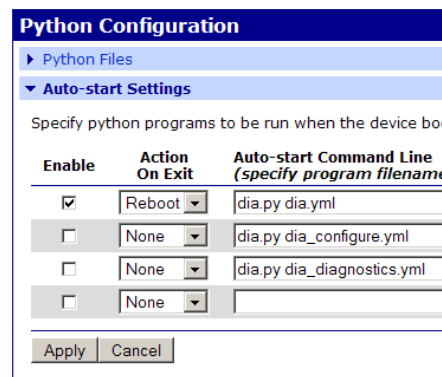 Python Configuration
Python Files
Auto-start Settings
Specify python programs to be run when the device
Enable Action On Exit Auto-start Command Line (specify program
Reboot dia.py dia.yml
None dia.py dia_configure.yml
None dia.py dia_diagnostics.yml
None
Apply Cancel